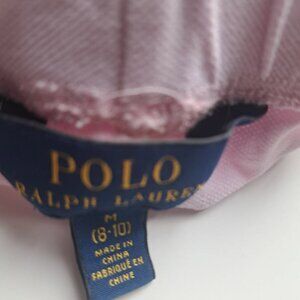 POLO
RALPH LAUREN
M
(8-10)
MADE IN
CHINA
FABRIQUÉ EN
CHINE